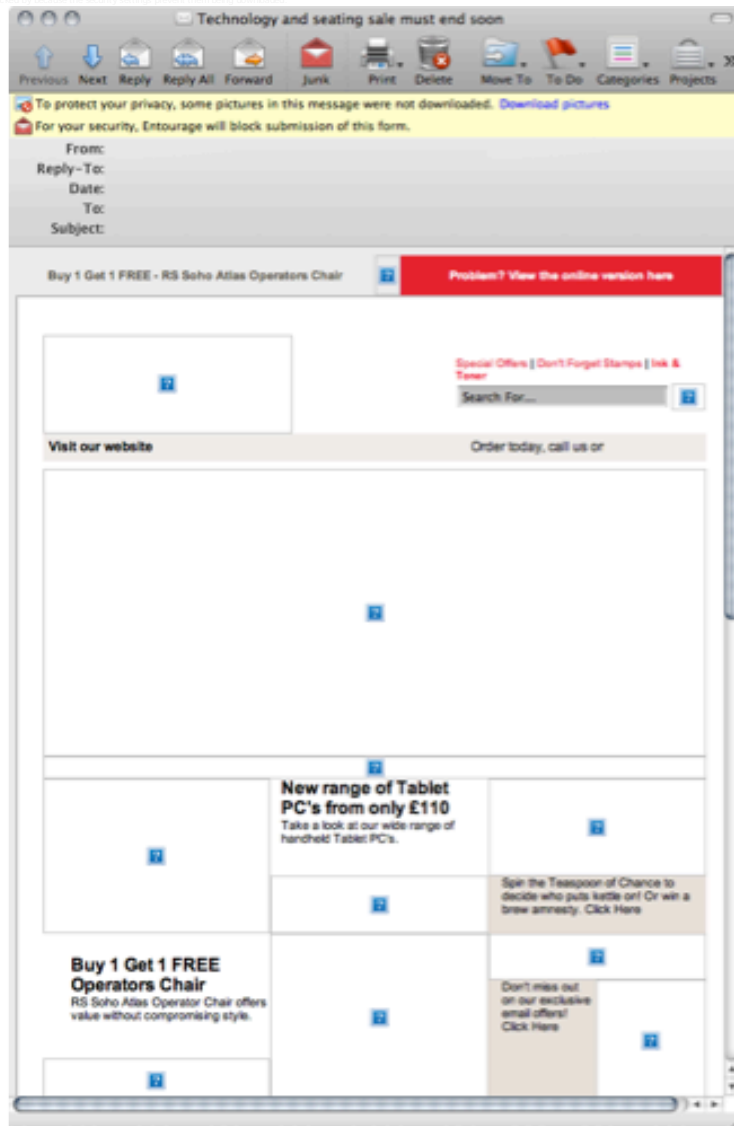 Technology and seating sale must end soon
Previous Next Reply Reply All Forward Junk Print Delete Move To To Do Categories Projects
To protect your privacy, some pictures in this message were not downloaded. Download pictures
For your security, Entourage will block submission of this form.
From:
Reply-To:
Date:
To:
Subject:
Buy 1 Get 1 FREE - RS Soho Atlas Operators Chair
Problem? View the online version here
Special Offers | Don't Forget Stamps | Ink &
Toner
Search For....
Visit our website
Order today, call us or
New range of Tablet
PC's from only £110
Take a look at our wide range of
handheld Tablet PC's.
Spin the Teaspoon of Chance to
decide who puts kettle on! Or win a
brew amnesty. Click Here
Buy 1 Get 1 FREE
Operators Chair
RS Soho Atlas Operator Chair offers
value without compromising style.
Don't miss out
on our exclusive
email offers!
Click Here